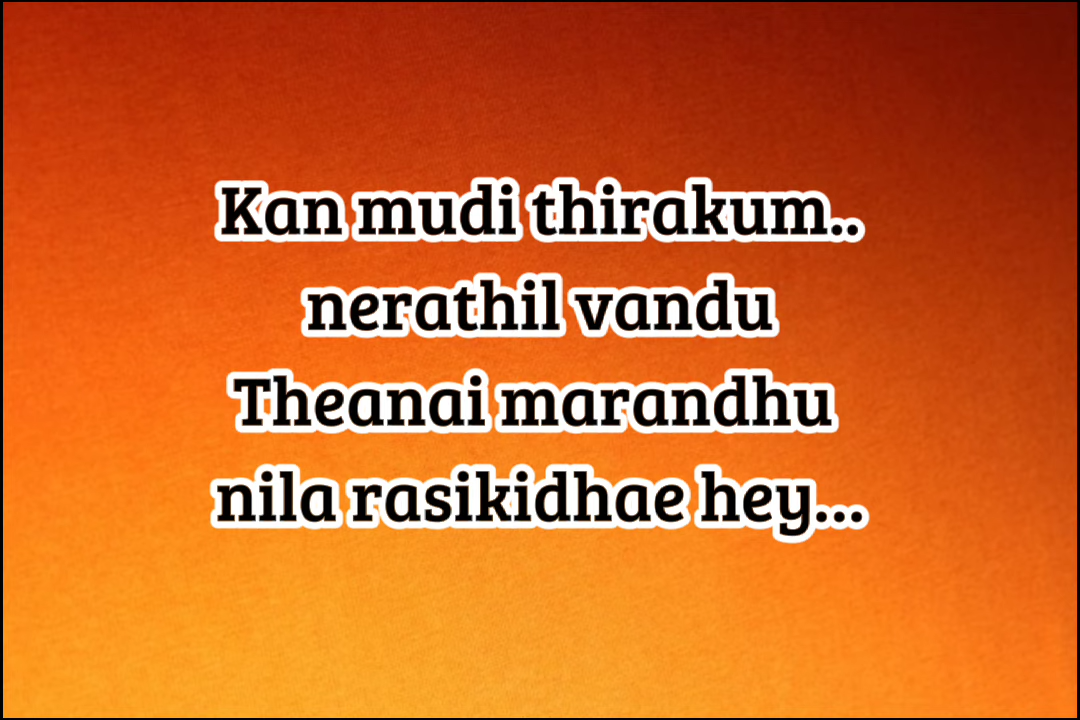 Kan mudi thirakum..
nerathil vandu
Theanai marandhu
nila rasikidhae hey...